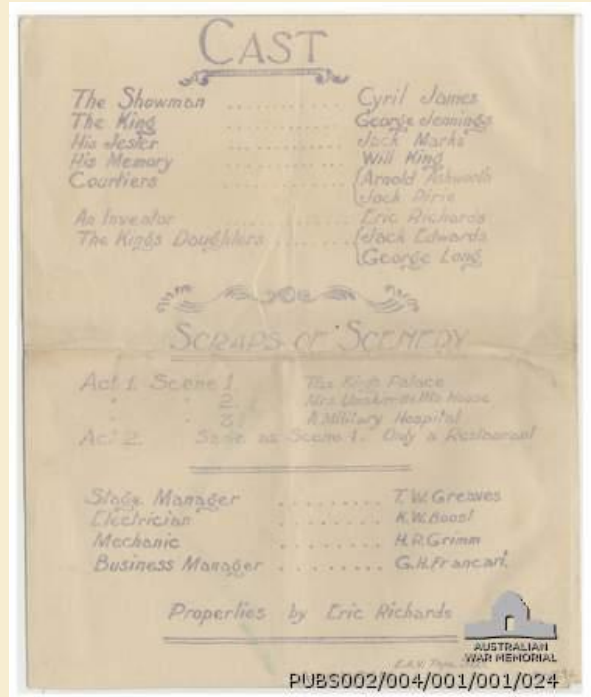 CAST
The Showman ............. Cyril James
The King ............. George Jennings
His Jester ............. Jack Marks
His Memory ............. Will King
Courtiers ............. Arnold Ashworth
Jack Pirie
An Inventor ............. Eric Richards
The Kings Daughters ....... Jack Edwards
George Long
SCRAPS OF SCENERY
Act 1. Scene 1. The Kings Palace
" " 2. Mrs House
" " 3. A Military Hospital
Act 2. Same as Scene 1. Only a Restaurant
Stage Manager ......... T.W. Greaves
Electrician ......... K.W. Boast
Mechanic ......... H.R. Grimm
Business Manager ......... G.H. Francart.
Properties by Eric Richards
AUSTRALIAN
WAR MEMORIAL
PUBS002/004/001/001/024